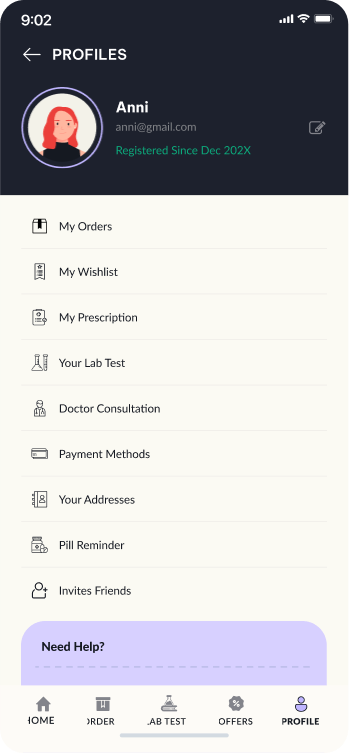 9:02
PROFILES
Anni
anni@gmail.com
Registered Since Dec 202X
My Orders
My Wishlist
My Prescription
Your Lab Test
Doctor Consultation
Payment Methods
Your Addresses
Pill Reminder
Invites Friends
Need Help?
HOME ORDER LAB TEST OFFERS PROFILE